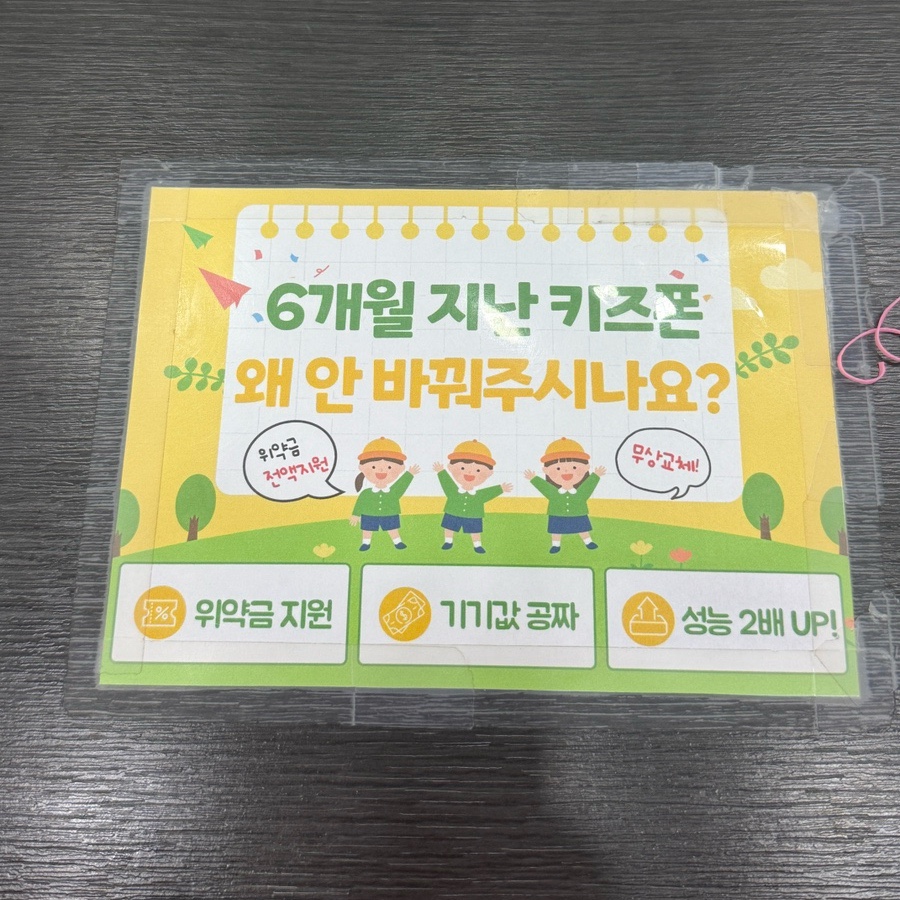 6개월 지난 키즈폰
왜 안 바꿔주시나요?
위약금
전액지원
무상교체!
위약금 지원
기기값 공짜
성능 2배 UP!